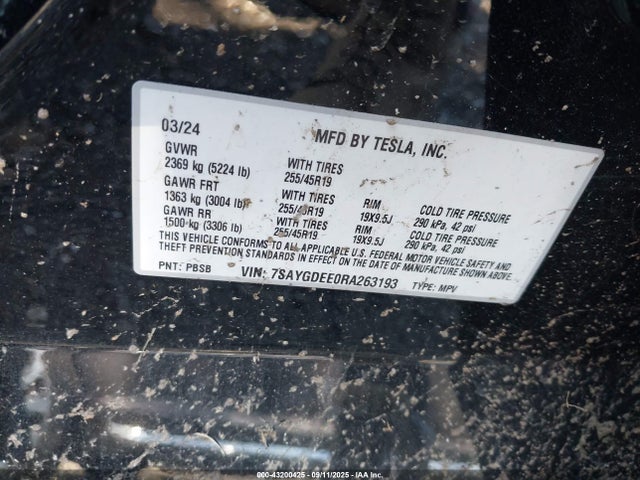 03/24 MFD BY TESLA, INC.
GVWR
2369 kg (5224 lb) WITH TIRES 255/45R19
GAWR FRT
1363 kg (3004 lb) WITH TIRES 255/45R19 RIM 19X9.5J COLD TIRE PRESSURE 290 kPa, 42 psi
GAWR RR
1500 kg (3306 lb) WITH TIRES 255/45R19 RIM 19X9.5J COLD TIRE PRESSURE 290 kPa, 42 psi
THIS VEHICLE CONFORMS TO ALL APPLICABLE U.S. FEDERAL MOTOR VEHICLE SAFETY AND
THEFT PREVENTION STANDARDS IN EFFECT ON THE DATE OF MANUFACTURE SHOWN ABOVE.
PNT: PBSB VIN: 7SAYGDEE0RA263193 TYPE: MPV
000-43200425 - 09/11/2025 - IAA Inc.